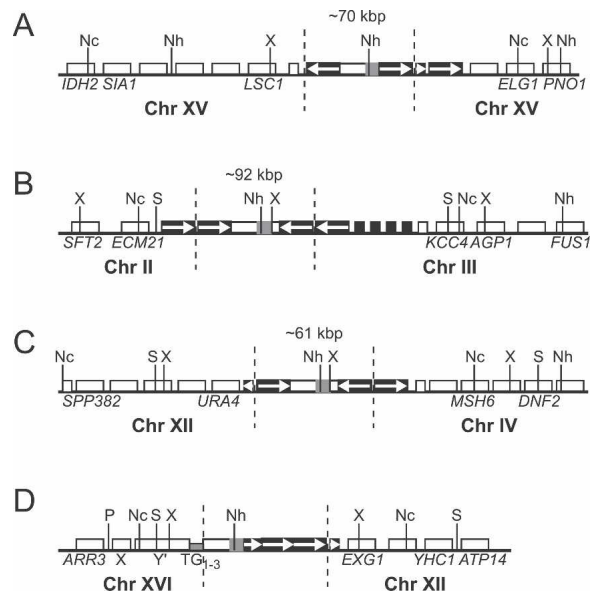 A
~70 kbp
Nc Nh X Nh Nc X Nh
IDH2 SIA1 LSC1 ELG1 PNO1
Chr XV Chr XV
B
~92 kbp
X Nc S Nh X S Nc X Nh
SFT2 ECM21 KCC4 AGP1 FUS1
Chr II Chr III
C
~61 kbp
Nc S X Nh X Nc X S Nh
SPP382 URA4 MSH6 DNF2
Chr XII Chr IV
D
P Nc S X Nh X Nc S
ARR3 X Y' TG1-3 EXG1 YHC1 ATP14
Chr XVI Chr XII